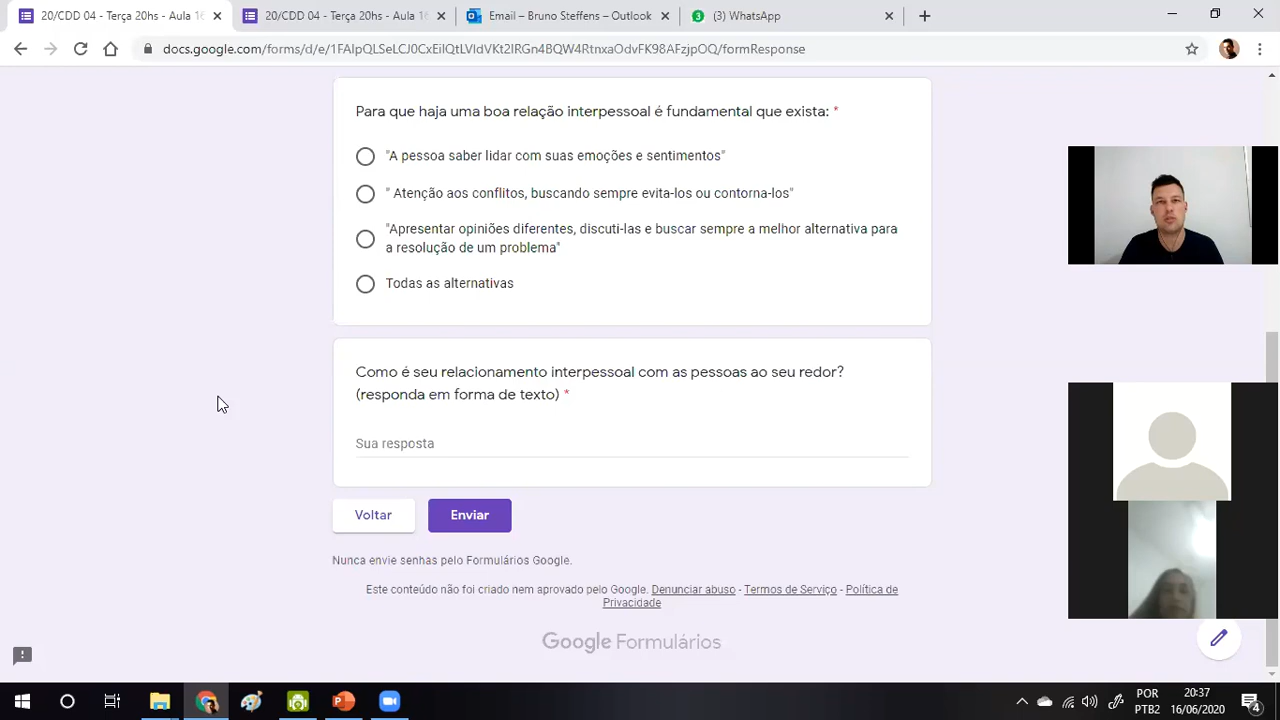 20/CDD 04 - Terça 20hs - Aula 16
20/CDD 04 - Terça 20hs - Aula 16
Email – Bruno Steffens – Outlook
(3) WhatsApp
docs.google.com/forms/d/e/1FAIpQLSeLCJ0CxEiIQtLVIdVKt2IRGn4BQW4RtnxaOdvFK98AFzjpOQ/formResponse
Para que haja uma boa relação interpessoal é fundamental que exista: *
"A pessoa saber lidar com suas emoções e sentimentos"
" Atenção aos conflitos, buscando sempre evita-los ou contorna-los"
"Apresentar opiniões diferentes, discuti-las e buscar sempre a melhor alternativa para
a resolução de um problema"
Todas as alternativas
Como é seu relacionamento interpessoal com as pessoas ao seu redor?
(responda em forma de texto) *
Sua resposta
Voltar
Enviar
Nunca envie senhas pelo Formulários Google.
Este conteúdo não foi criado nem aprovado pelo Google. Denunciar abuso - Termos de Serviço - Política de
Privacidade
Google Formulários
POR
PTB2
20:37
16/06/2020
4